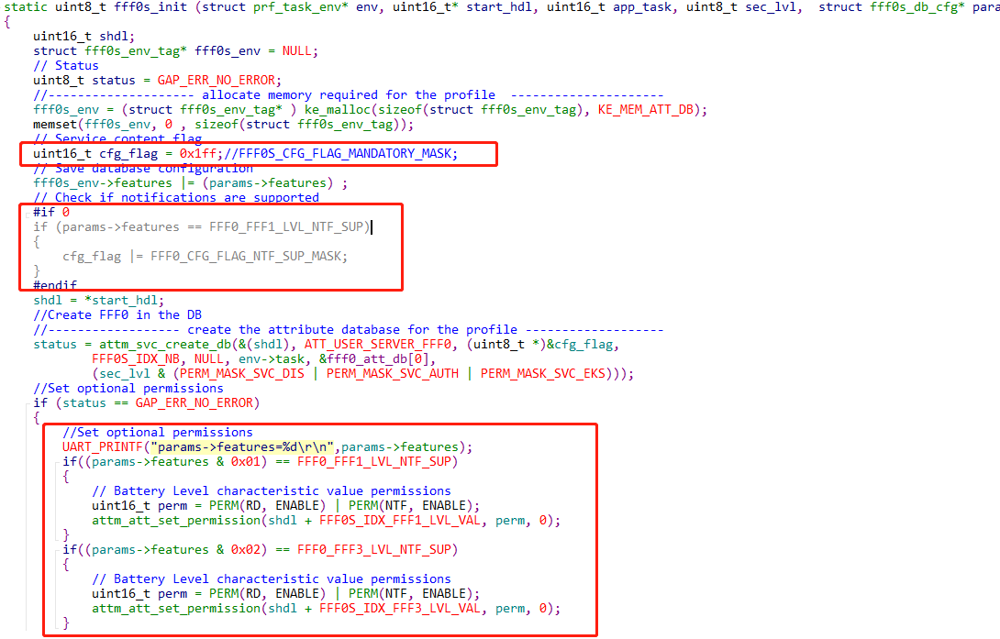 static uint8_t fff0s_init (struct prf_task_env* env, uint16_t* start_hdl, uint16_t app_task, uint8_t sec_lvl,  struct fff0s_db_cfg* para
{
    uint16_t shdl;
    struct fff0s_env_tag* fff0s_env = NULL;
    // Status
    uint8_t status = GAP_ERR_NO_ERROR;
    //-------------------- allocate memory required for the profile  ---------------------
    fff0s_env = (struct fff0s_env_tag* ) ke_malloc(sizeof(struct fff0s_env_tag), KE_MEM_ATT_DB);
    memset(fff0s_env, 0 , sizeof(struct fff0s_env_tag));
    // Service content flag
    uint16_t cfg_flag = 0x1ff;//FFF0S_CFG_FLAG_MANDATORY_MASK;
    // Save database configuration
    fff0s_env->features |= (params->features) ;
    // Check if notifications are supported
    #if 0
    if (params->features == FFF0_FFF1_LVL_NTF_SUP)
    {
        cfg_flag |= FFF0_CFG_FLAG_NTF_SUP_MASK;
    }
    #endif
    shdl = *start_hdl;
    //Create FFF0 in the DB
    //------------------ create the attribute database for the profile -------------------
    status = attm_svc_create_db(&(shdl), ATT_USER_SERVER_FFF0, (uint8_t *)&cfg_flag,
            FFF0S_IDX_NB, NULL, env->task, &fff0_att_db[0],
            (sec_lvl & (PERM_MASK_SVC_DIS | PERM_MASK_SVC_AUTH | PERM_MASK_SVC_EKS)));
    //Set optional permissions
    if (status == GAP_ERR_NO_ERROR)
    {
        //Set optional permissions
        UART_PRINTF("params->features=%d\r\n",params->features);
        if((params->features & 0x01) == FFF0_FFF1_LVL_NTF_SUP)
        {
            // Battery Level characteristic value permissions
            uint16_t perm = PERM(RD, ENABLE) | PERM(NTF, ENABLE);
            attm_att_set_permission(shdl + FFF0S_IDX_FFF1_LVL_VAL, perm, 0);
        }
        if((params->features & 0x02) == FFF0_FFF3_LVL_NTF_SUP)
        {
            // Battery Level characteristic value permissions
            uint16_t perm = PERM(RD, ENABLE) | PERM(NTF, ENABLE);
            attm_att_set_permission(shdl + FFF0S_IDX_FFF3_LVL_VAL, perm, 0);
        }